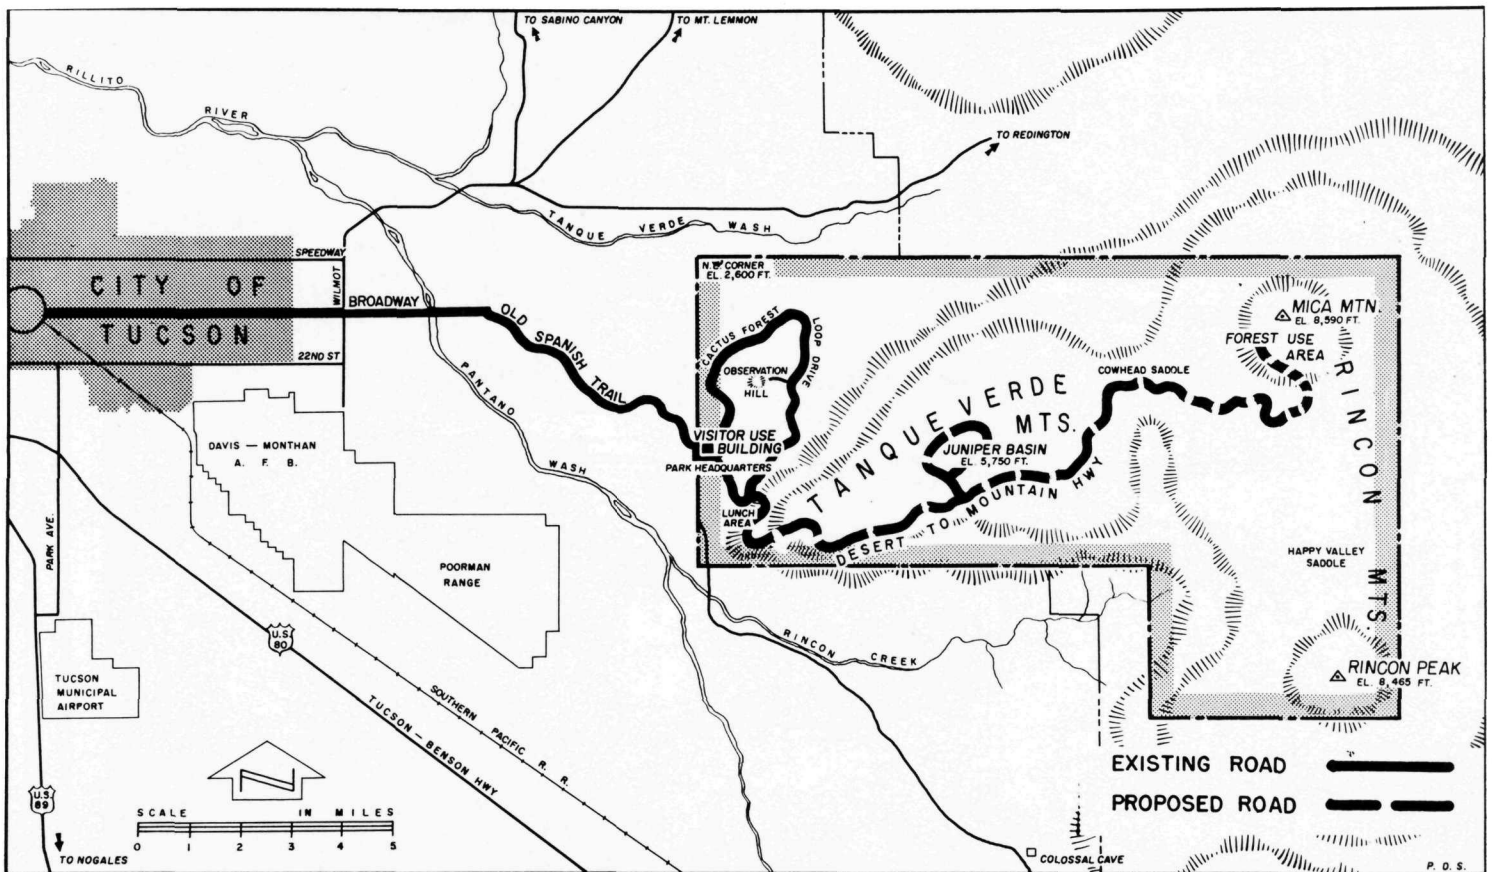 TO SABINO CANYON
TO MT. LEMMON
RILLITO
RIVER
TO REDINGTON
TANQUE VERDE WASH
SPEEDWAY
N.E. CORNER
EL. 2,600 FT.
CITY OF
TUCSON
WILMOT
BROADWAY
OLD SPANISH TRAIL
22ND ST
CACTUS FOREST
LOOP DRIVE
OBSERVATION
HILL
MICA MTN.
EL. 8,590 FT.
FOREST USE
AREA
COWHEAD SADDLE
RINCON MTS.
TANQUE VERDE
MTS.
VISITOR USE
BUILDING
PARK HEADQUARTERS
JUNIPER BASIN
EL. 5,750 FT.
LUNCH
AREA
DESERT TO MOUNTAIN HWY
PANTANO
WASH
DAVIS — MONTHAN
A. F. B.
PARK AVE.
POORMAN
RANGE
HAPPY VALLEY
SADDLE
U.S.
80
RINCON CREEK
TUCSON
MUNICIPAL
AIRPORT
RINCON PEAK
EL. 8,465 FT.
SOUTHERN PACIFIC R. R.
TUCSON — BENSON HWY
N
EXISTING ROAD
PROPOSED ROAD
U.S.
89
SCALE IN MILES
0 1 2 3 4 5
TO NOGALES
COLOSSAL CAVE
P. D. S.